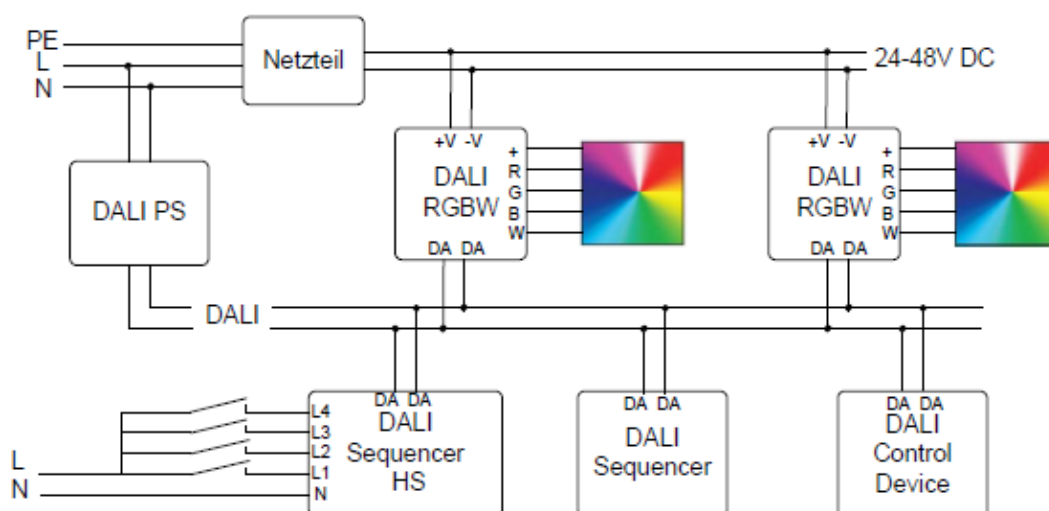 PE
L
N
Netzteil
24-48V DC
+V -V
DALI
RGBW
+
R
G
B
W
DA DA
+V -V
DALI
RGBW
+
R
G
B
W
DA DA
DALI PS
DALI
L
N
L4
L3
L2
L1
N
DA DA
DALI
Sequencer
HS
DA DA
DALI
Sequencer
DA DA
DALI
Control
Device